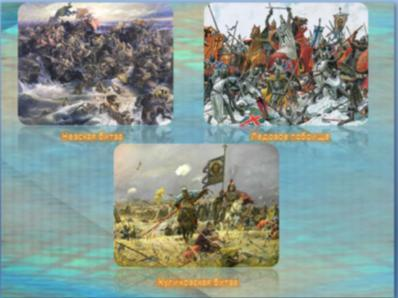 Невская битва
Ледовое побоище
Куликовская битва